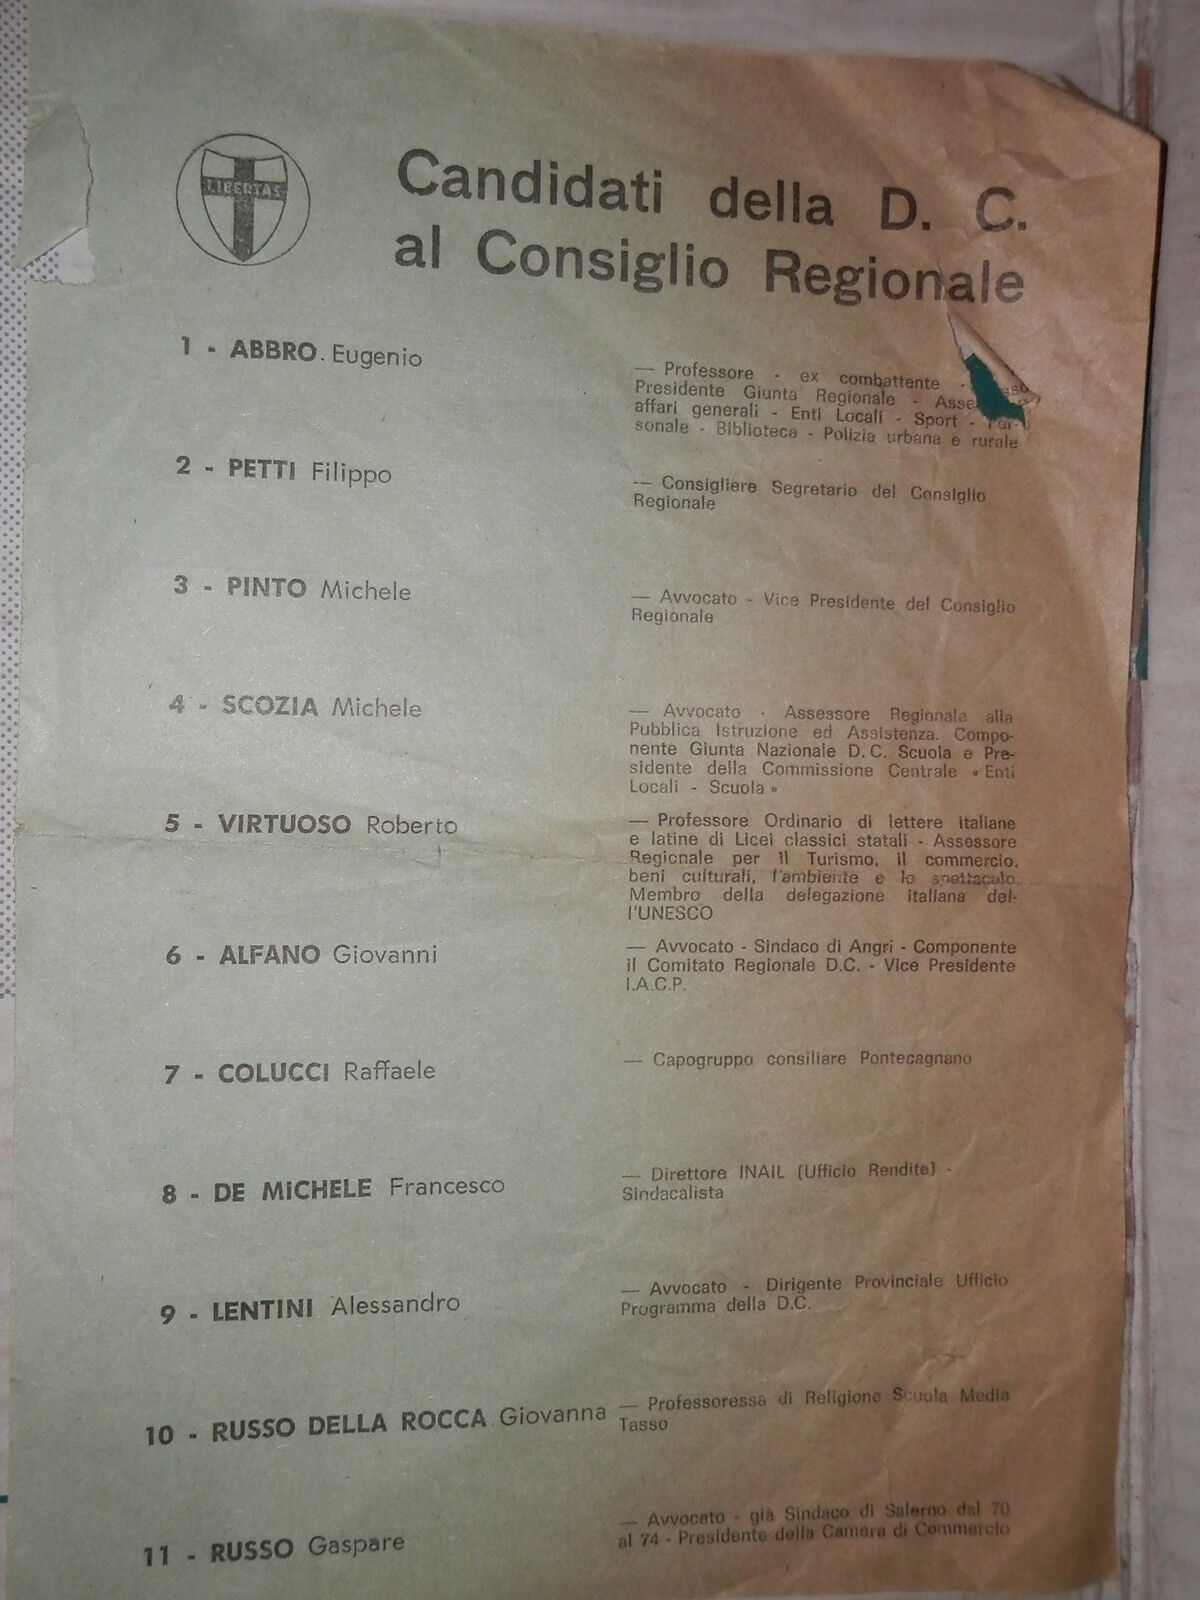 LIBERTAS
Candidati della D. C.
al Consiglio Regionale
1 - ABBRO. Eugenio
— Professore - ex combattente -
Presidente Giunta Regionale -
affari generali - Enti Locali - Sport -
sonale - Biblioteca - Polizia urbana e rurale
2 - PETTI Filippo
— Consigliere Segretario del Consiglio
Regionale
3 - PINTO Michele
— Avvocato - Vice Presidente del Consiglio
Regionale
4 - SCOZIA Michele
— Avvocato - Assessore Regionale alla
Pubblica Istruzione ed Assistenza. Compo-
nente Giunta Nazionale D.C. Scuola e Pre-
sidente della Commissione Centrale « Enti
Locali - Scuola »
5 - VIRTUOSO Roberto
— Professore Ordinario di lettere italiane
e latine di Licei classici statali - Assessore
Regionale per il Turismo, il commercio,
beni culturali, l'ambiente e lo spettacolo.
Membro della delegazione italiana del-
l'UNESCO
6 - ALFANO Giovanni
— Avvocato - Sindaco di Angri - Componente
il Comitato Regionale D.C. - Vice Presidente
I.A.C.P.
7 - COLUCCI Raffaele
— Capogruppo consiliare Pontecagnano
8 - DE MiCHELE Francesco
— Direttore INAIL (Ufficio Rendite) -
Sindacalista
9 - LENTINI Alessandro
— Avvocato - Dirigente Provinciale Ufficio
Programma della D.C.
10 - RUSSO DELLA ROCCA Giovanna
— Professoressa di Religione Scuola Media
Tasso
11 - RUSSO Gaspare
— Avvocato - già Sindaco di Salerno dal 70
al 74 - Presidente della Camera di Commercio